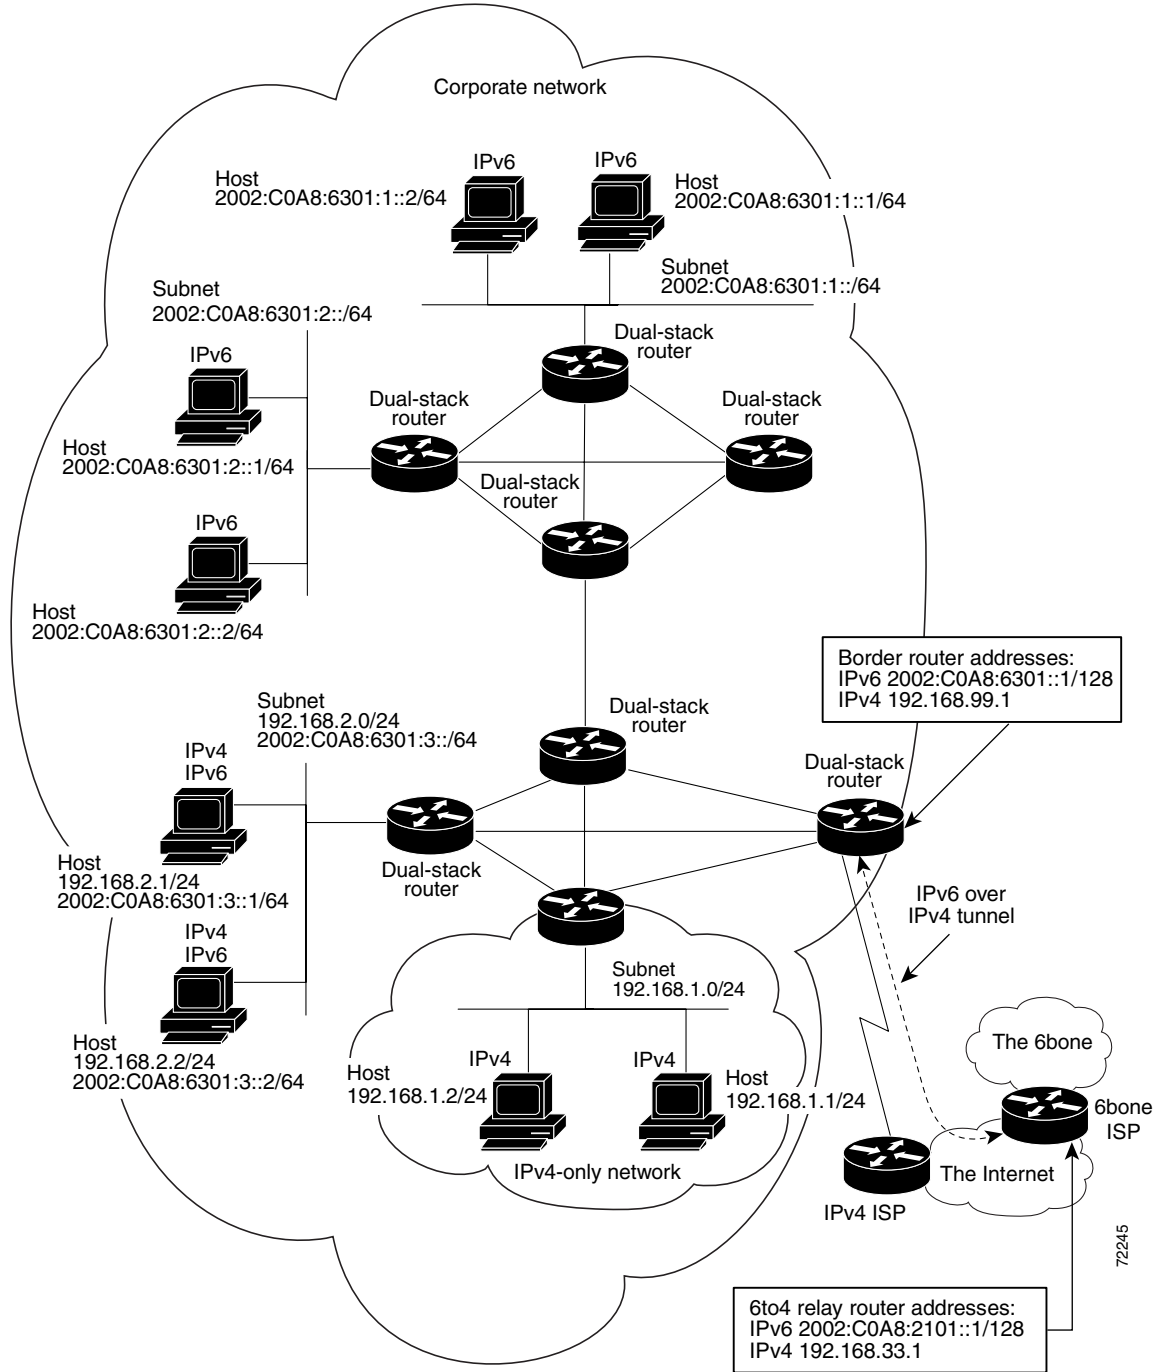 Corporate network
IPv6
IPv6
Host
2002:C0A8:6301:1::2/64
Host
2002:C0A8:6301:1::1/64
Subnet
2002:C0A8:6301:1::/64
Subnet
2002:C0A8:6301:2::/64
Dual-stack
router
IPv6
Dual-stack
router
Dual-stack
router
Host
2002:C0A8:6301:2::1/64
Dual-stack
router
IPv6
Host
2002:C0A8:6301:2::2/64
Border router addresses:
IPv6 2002:C0A8:6301::1/128
IPv4 192.168.99.1
Subnet
192.168.2.0/24
2002:C0A8:6301:3::/64
Dual-stack
router
IPv4
IPv6
Dual-stack
router
Host
192.168.2.1/24
2002:C0A8:6301:3::1/64
Dual-stack
router
IPv6 over
IPv4 tunnel
IPv4
IPv6
Subnet
192.168.1.0/24
Host
192.168.2.2/24
2002:C0A8:6301:3::2/64
The 6bone
IPv4
IPv4
Host
192.168.1.2/24
Host
192.168.1.1/24
6bone
ISP
IPv4-only network
The Internet
IPv4 ISP
72245
6to4 relay router addresses:
IPv6 2002:C0A8:2101::1/128
IPv4 192.168.33.1